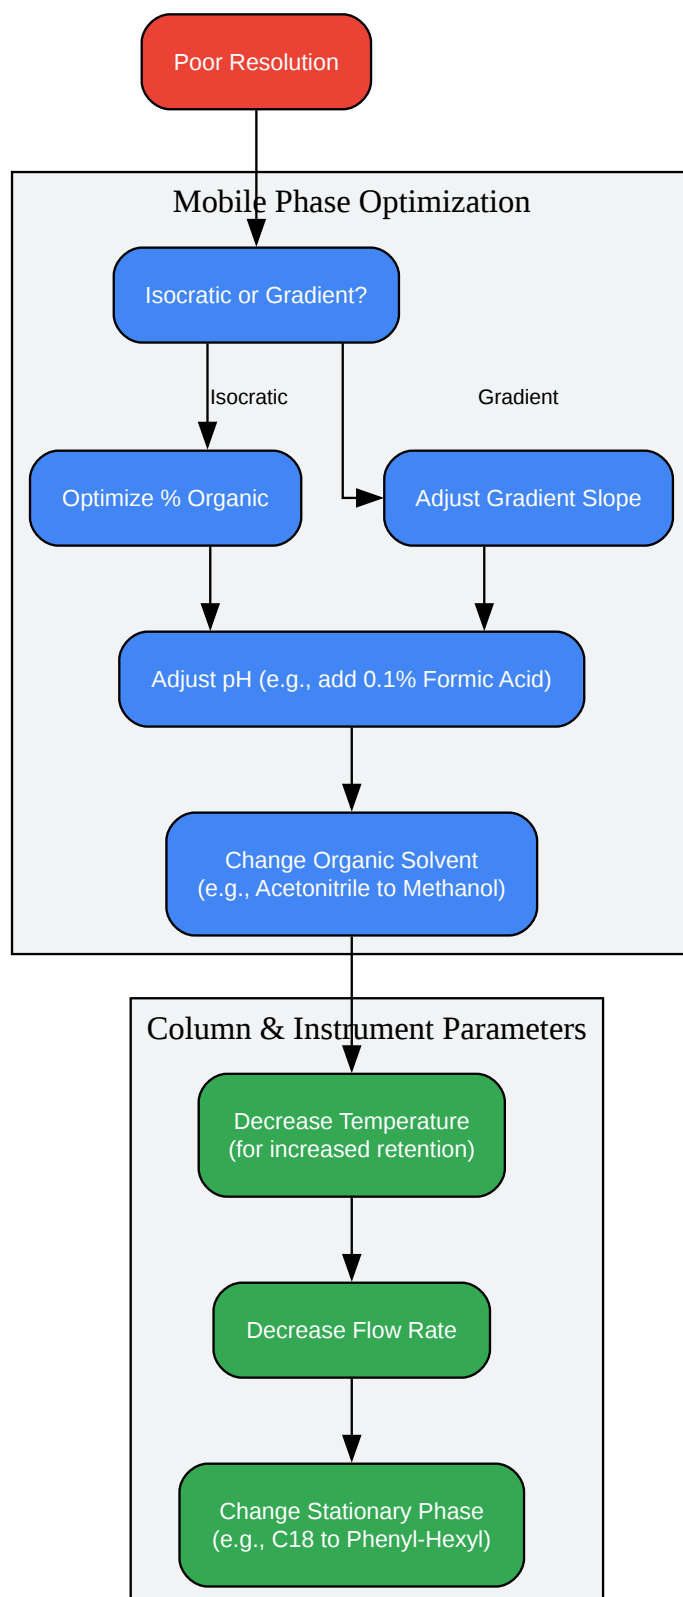 Poor Resolution
Mobile Phase Optimization
Isocratic or Gradient?
Isocratic
Gradient
Optimize % Organic
Adjust Gradient Slope
Adjust pH (e.g., add 0.1% Formic Acid)
Change Organic Solvent
(e.g., Acetonitrile to Methanol)
Column & Instrument Parameters
Decrease Temperature
(for increased retention)
Decrease Flow Rate
Change Stationary Phase
(e.g., C18 to Phenyl-Hexyl)